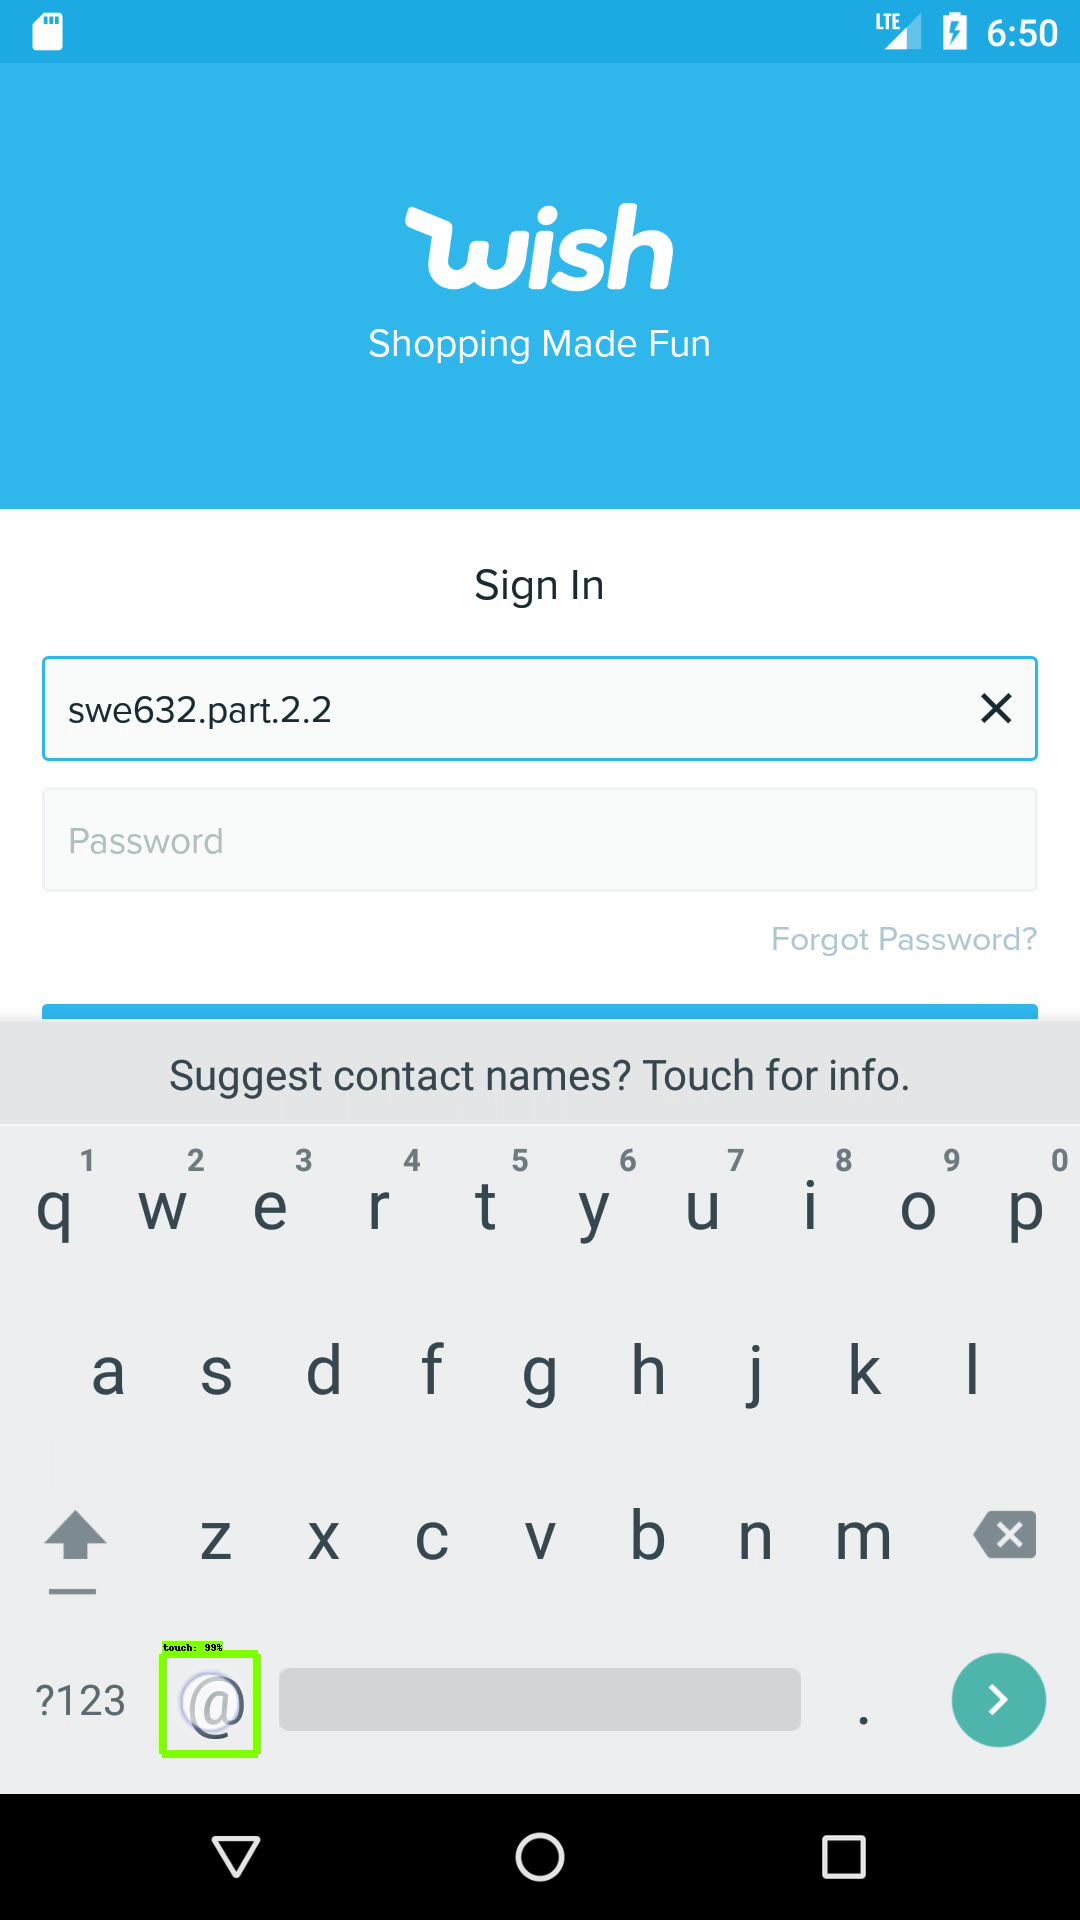 LTE 6:50
wish
Shopping Made Fun
Sign In
swe632.part.2.2
Password
Forgot Password?
Suggest contact names? Touch for info.
1 2 3 4 5 6 7 8 9 0
q w e r t y u i o p
a s d f g h j k l
z x c v b n m
touch: 99%
?123 @ .